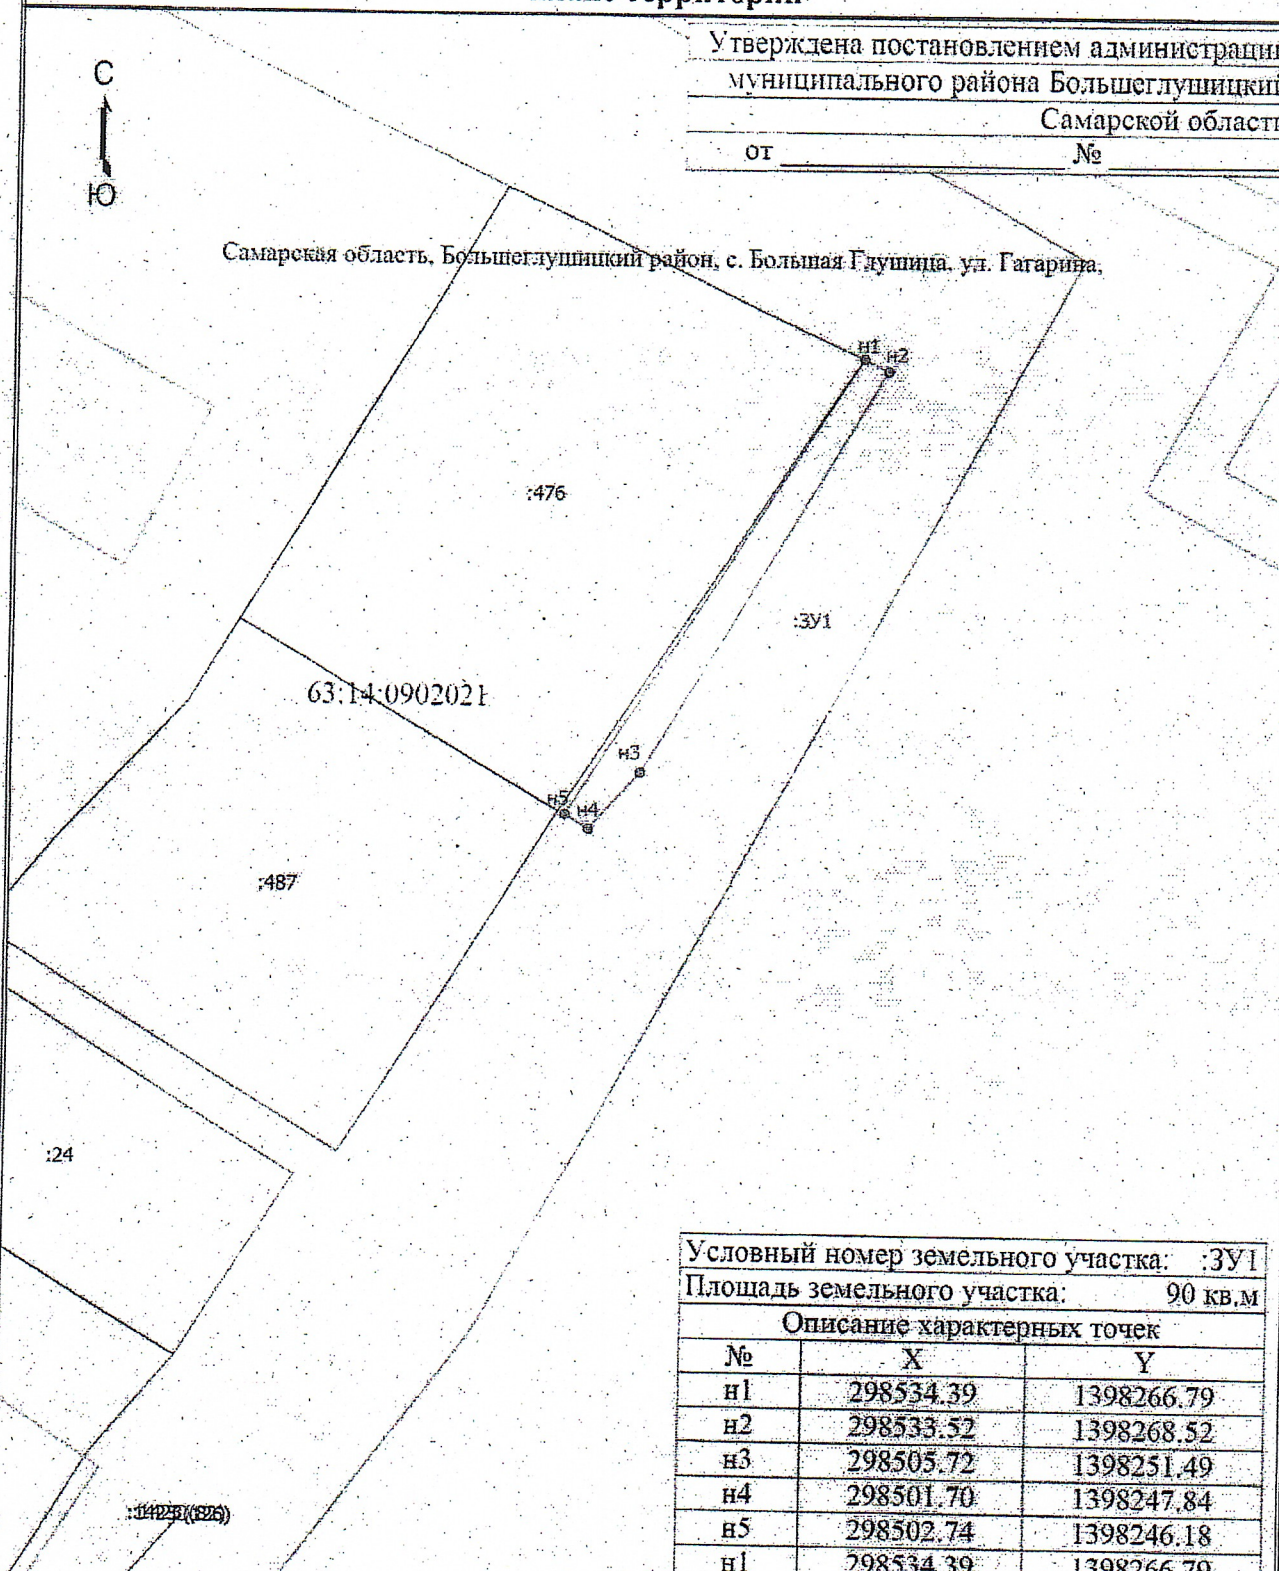 территории
Утверждена постановлением администрации
муниципального района Большеглушицкий
Самарской области
от №
С
Ю
Самарская область, Большеглушицкий район, с. Большая Глушица, ул. Гагарина,
н1
н2
:476
:ЗУ1
63:14:0902021
н3
н5
н4
:487
:24
Условный номер земельного участка: :ЗУ1
Площадь земельного участка: 90 кв.м
Описание характерных точек
№ X Y
н1 298534.39 1398266.79
н2 298533.52 1398268.52
н3 298505.72 1398251.49
н4 298501.70 1398247.84
н5 298502.74 1398246.18
н1 298534.39 1398266.79